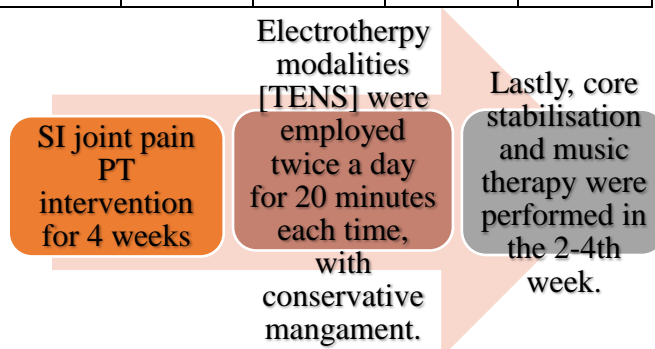 SI joint pain
PT
intervention
for 4 weeks
Electrotherpy
modalities
[TENS] were
employed
twice a day
for 20 minutes
each time,
with
conservative
mangament.
Lastly, core
stabilisation
and music
therapy were
performed in
the 2-4th
week.